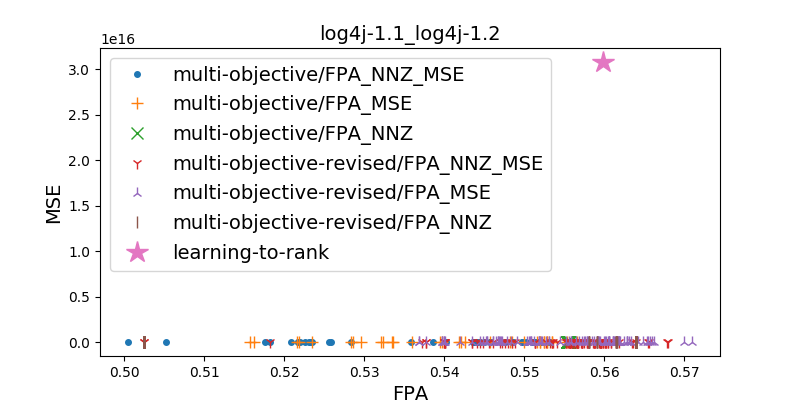 log4j-1.1_log4j-1.2
1e16
3.0
2.5
2.0
1.5
1.0
0.5
0.0
MSE
multi-objective/FPA_NNZ_MSE
multi-objective/FPA_MSE
multi-objective/FPA_NNZ
multi-objective-revised/FPA_NNZ_MSE
multi-objective-revised/FPA_MSE
multi-objective-revised/FPA_NNZ
learning-to-rank
0.50 0.51 0.52 0.53 0.54 0.55 0.56 0.57
FPA